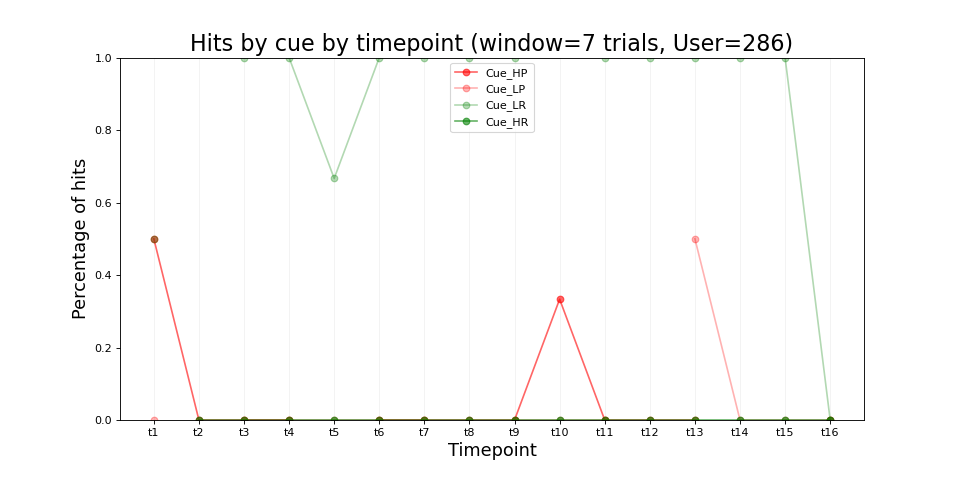 Hits by cue by timepoint (window=7 trials, User=286)
Percentage of hits
1.0
0.8
0.6
0.4
0.2
0.0
Cue_HP
Cue_LP
Cue_LR
Cue_HR
t1 t2 t3 t4 t5 t6 t7 t8 t9 t10 t11 t12 t13 t14 t15 t16
Timepoint